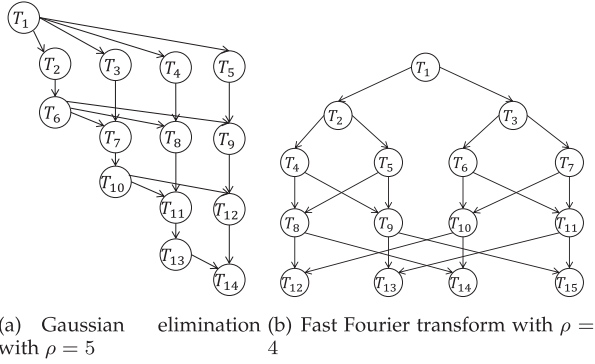 T1
T2 T3 T4 T5
T6 T7 T8 T9
T10 T11 T12
T13 T14
T1
T2 T3
T4 T5 T6 T7
T8 T9 T10 T11
T12 T13 T14 T15
(a) Gaussian elimination
with ρ = 5
(b) Fast Fourier transform with ρ =
4